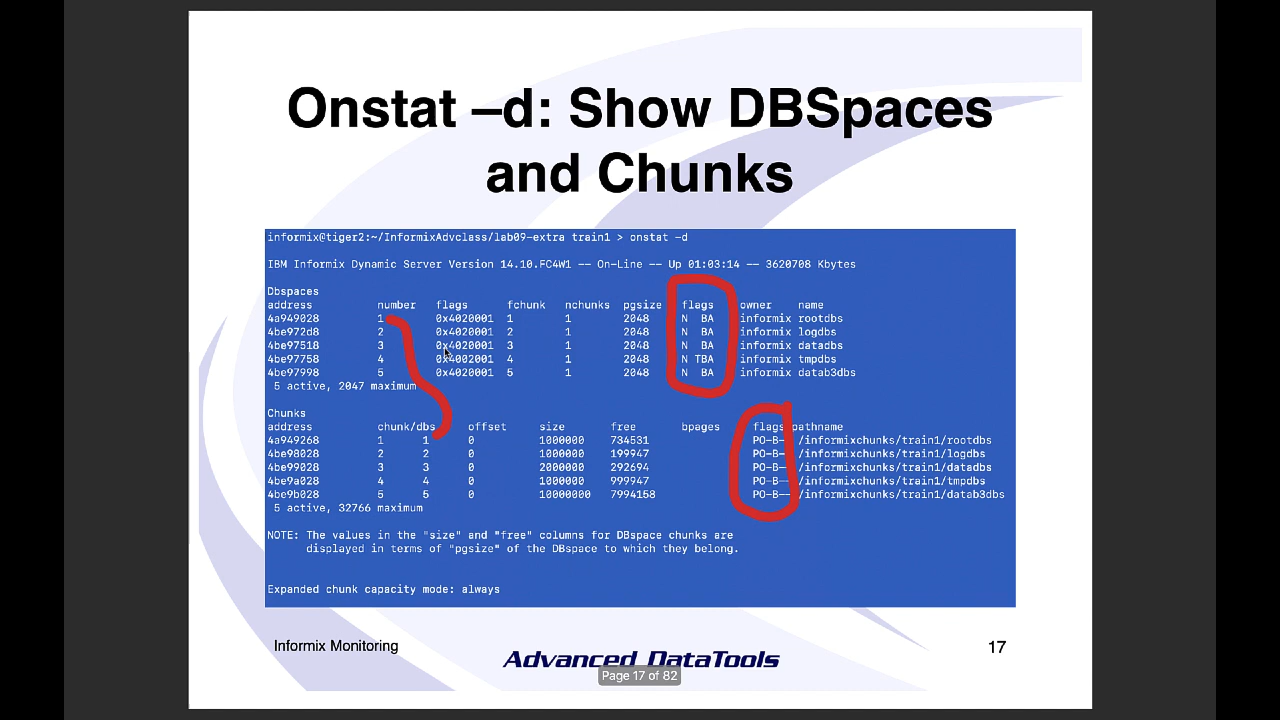 Onstat –d: Show DBSpaces
and Chunks
informix@tiger2:~/InformixAdvclass/lab09-extra train1 > onstat -d
IBM Informix Dynamic Server Version 14.10.FC4W1 -- On-Line -- Up 01:03:14 -- 3620708 Kbytes
Dbspaces
address number flags fchunk nchunks pgsize flags owner name
4a949028 1 0x4020001 1 1 2048 N BA informix rootdbs
4be972d8 2 0x4020001 2 1 2048 N BA informix logdbs
4be97518 3 0x4020001 3 1 2048 N BA informix datadbs
4be97758 4 0x4002001 4 1 2048 N TBA informix tmpdbs
4be97998 5 0x4020001 5 1 2048 N BA informix datab3dbs
5 active, 2047 maximum
Chunks
address chunk/dbs offset size free bpages flags pathname
4a949268 1 1 0 1000000 734531 PO-B-- /informixchunks/train1/rootdbs
4be98028 2 2 0 1000000 199947 PO-B-- /informixchunks/train1/logdbs
4be99028 3 3 0 2000000 292694 PO-B-- /informixchunks/train1/datadbs
4be9a028 4 4 0 1000000 999947 PO-B-- /informixchunks/train1/tmpdbs
4be9b028 5 5 0 10000000 7994158 PO-B-- /informixchunks/train1/datab3dbs
5 active, 32766 maximum
NOTE: The values in the "size" and "free" columns for DBspace chunks are
displayed in terms of "pgsize" of the DBspace to which they belong.
Expanded chunk capacity mode: always
Informix Monitoring
Advanced DataTools
17
Page 17 of 82